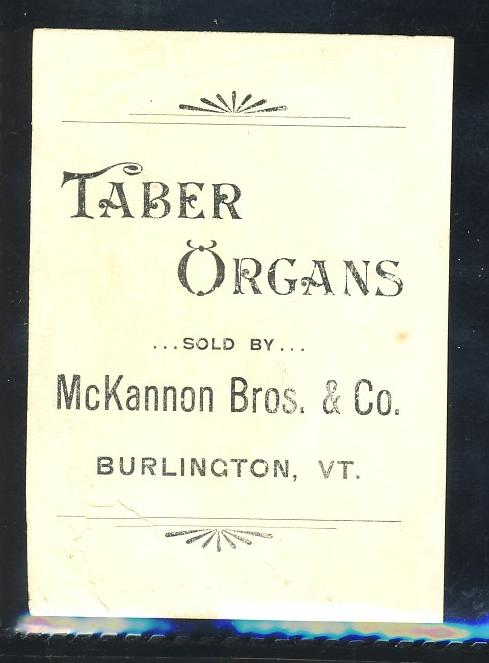 TABER
ORGANS
...SOLD BY...
McKannon Bros. & Co.
BURLINGTON, VT.